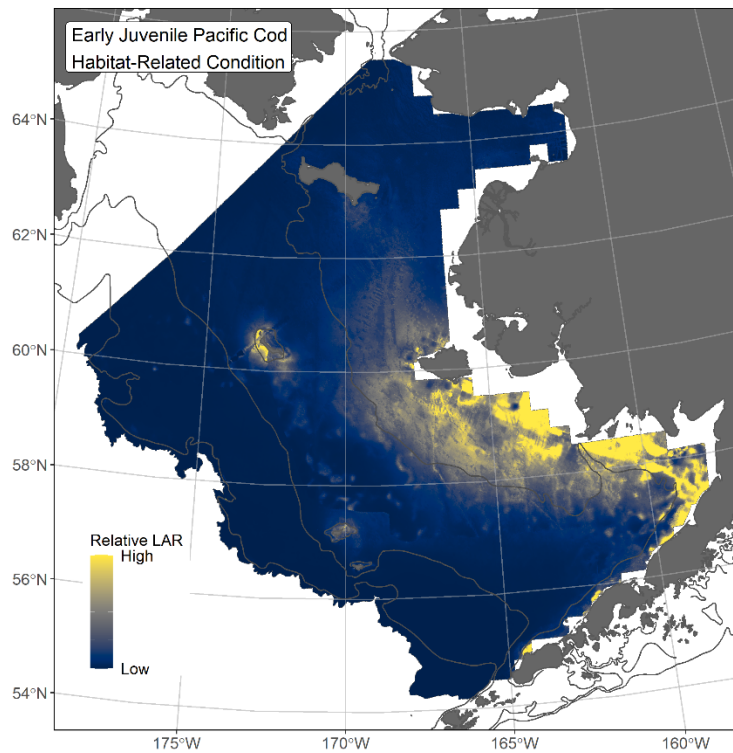 Early Juvenile Pacific Cod
Habitat-Related Condition
64°N
62°N
60°N
58°N
56°N
54°N
Relative LAR
High
Low
175°W
170°W
165°W
160°W